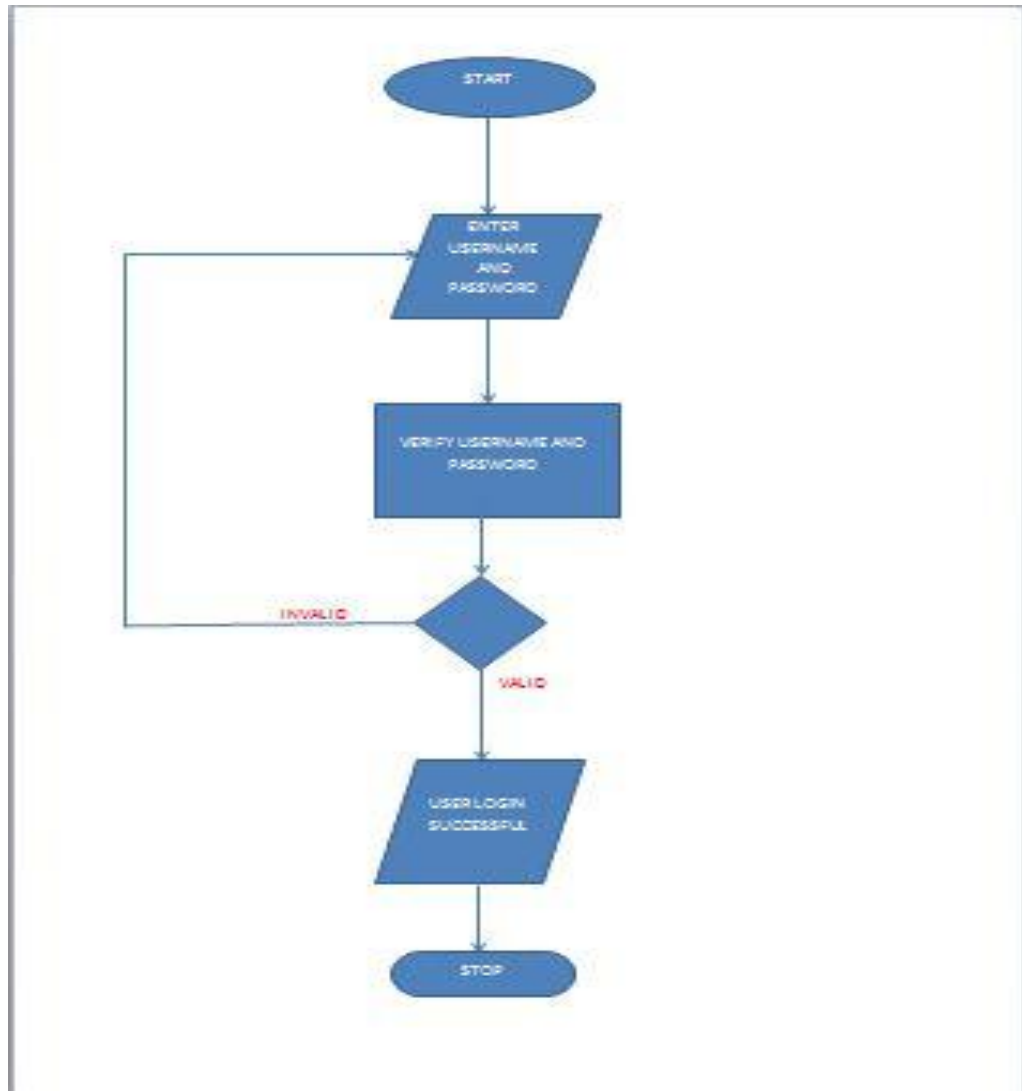 START
ENTER
USERNAME
AND
PASSWORD
VERIFY USERNAME AND
PASSWORD
INVALID
VALID
USER LOGIN
SUCCESSFUL
STOP